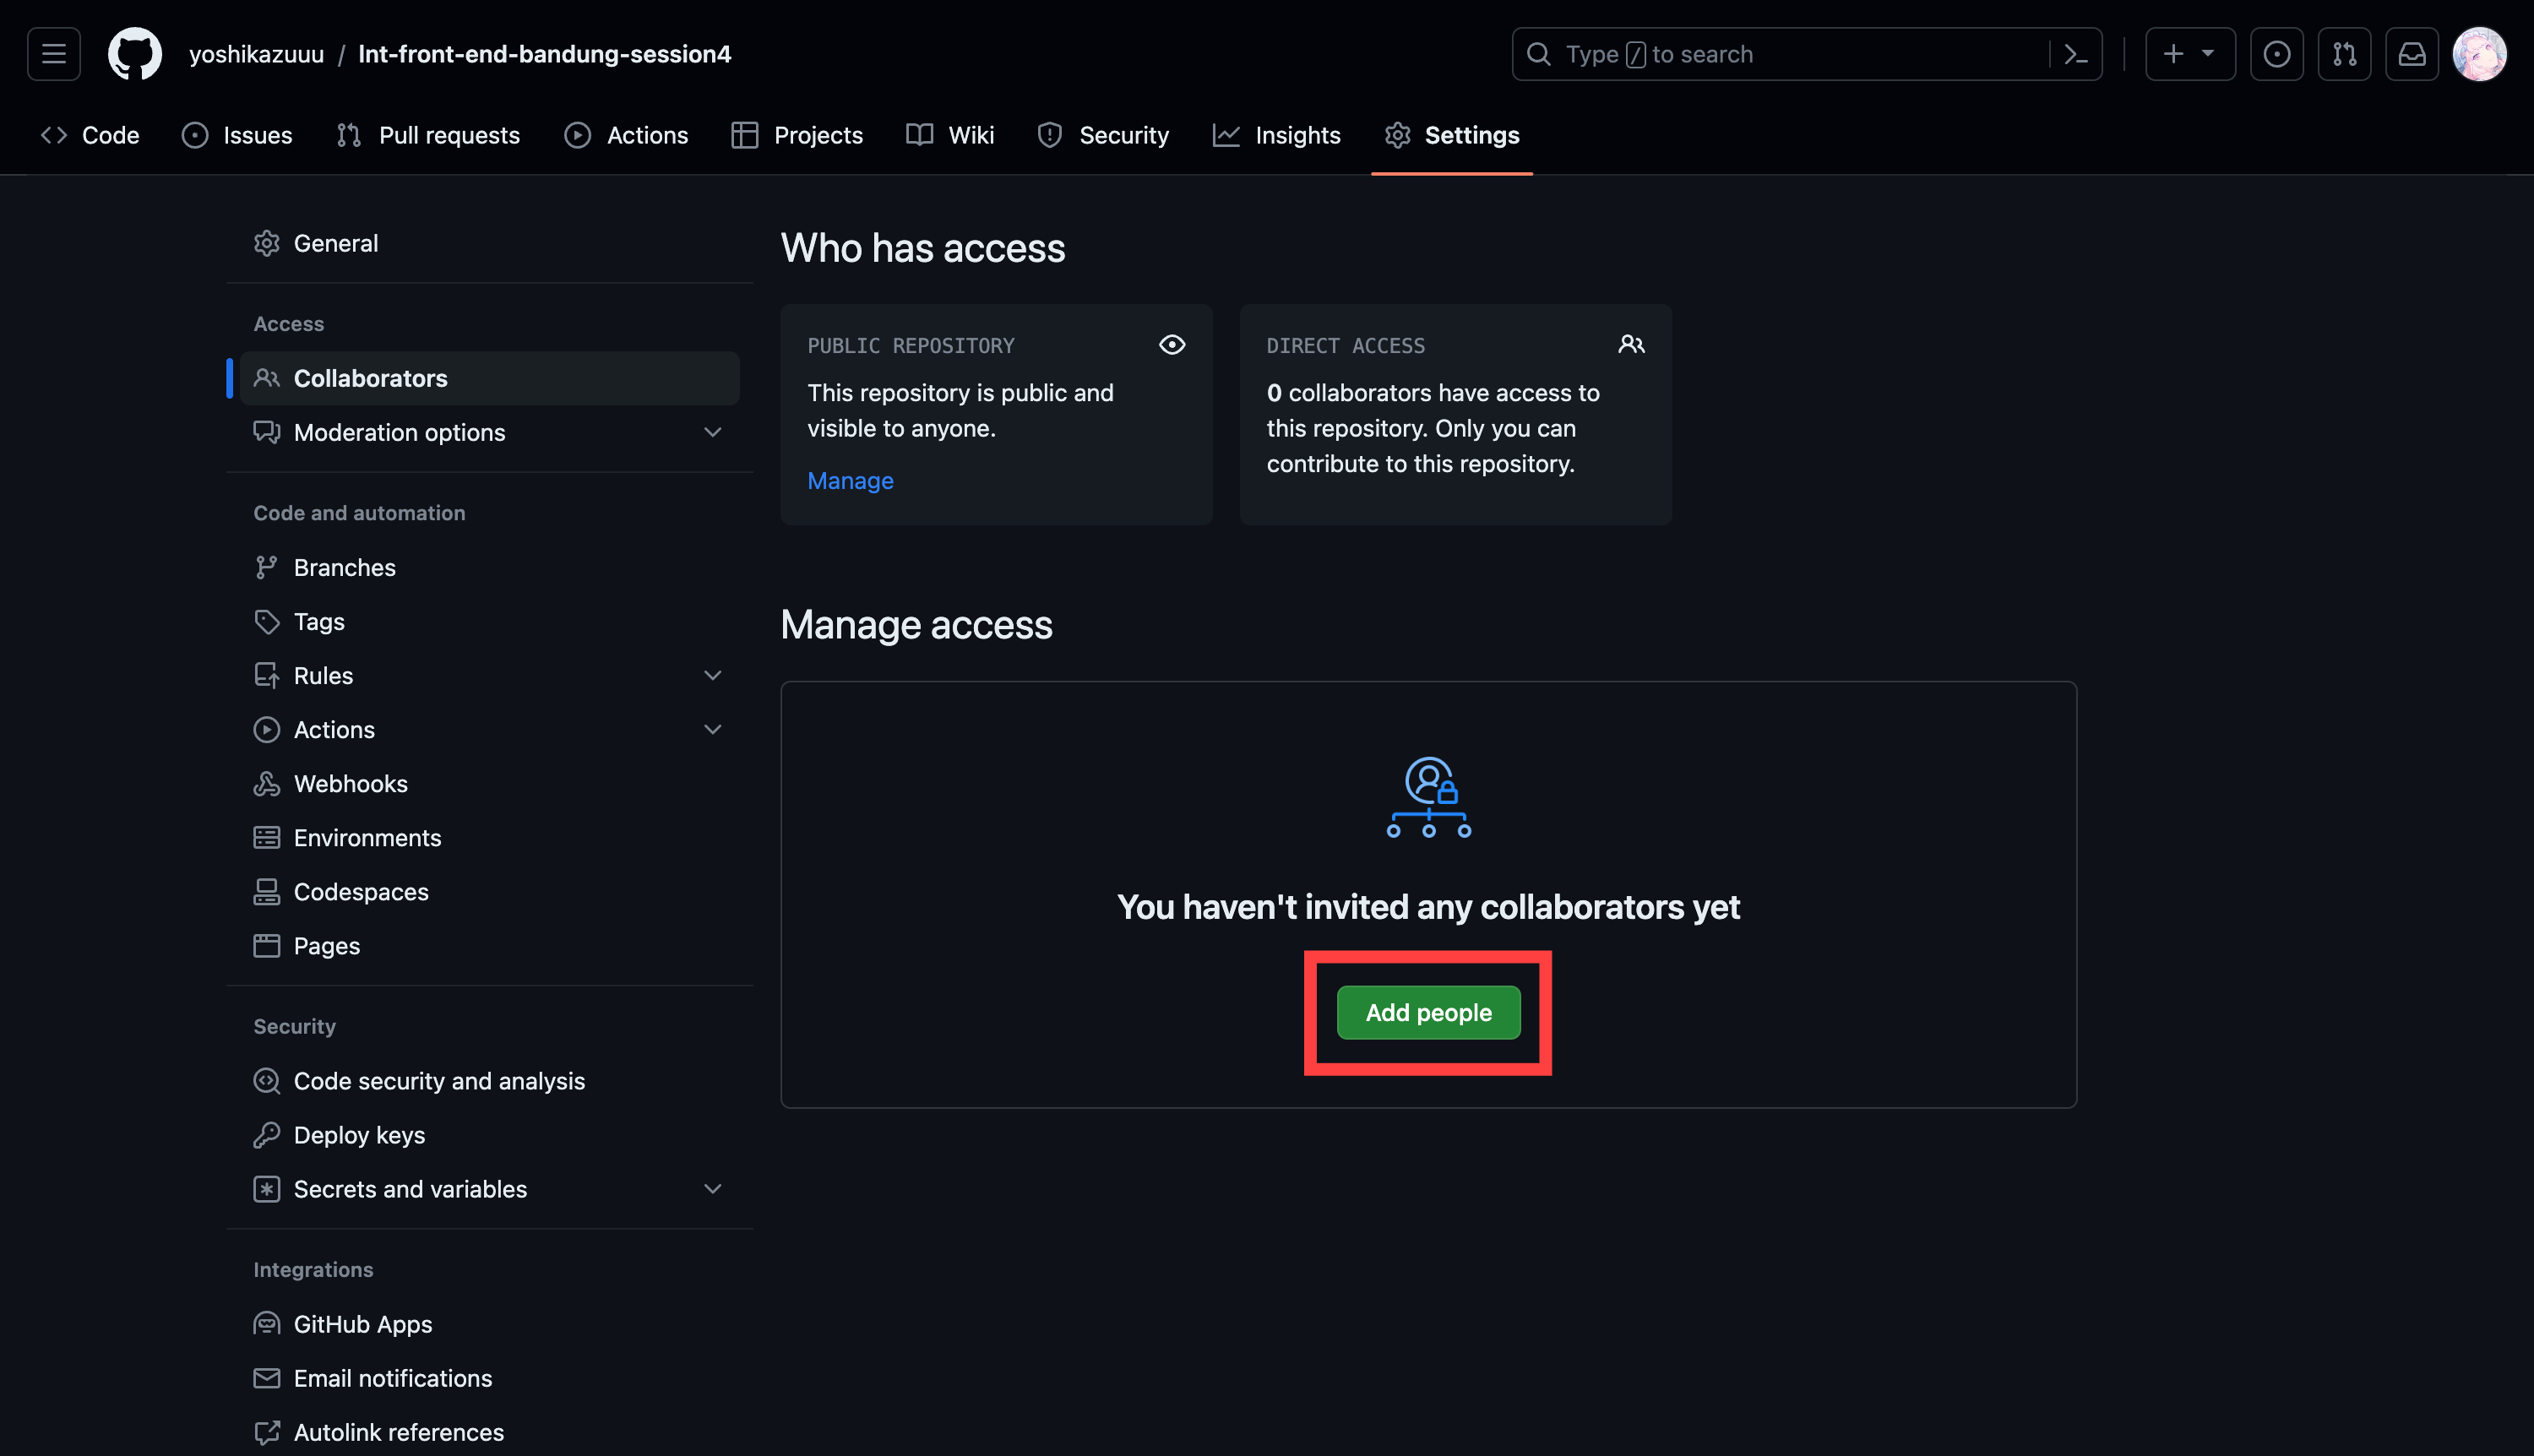 yoshikazuuu / Int-front-end-bandung-session4
Type / to search
Code Issues Pull requests Actions Projects Wiki Security Insights Settings
General
Access
Collaborators
Moderation options
Code and automation
Branches
Tags
Rules
Actions
Webhooks
Environments
Codespaces
Pages
Security
Code security and analysis
Deploy keys
Secrets and variables
Integrations
GitHub Apps
Email notifications
Autolink references
Who has access
PUBLIC REPOSITORY
This repository is public and
visible to anyone.
Manage
DIRECT ACCESS
0 collaborators have access to
this repository. Only you can
contribute to this repository.
Manage access
You haven't invited any collaborators yet
Add people